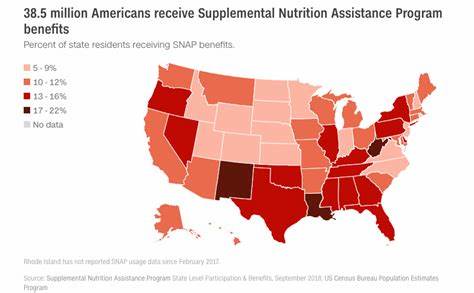 38.5 million Americans receive Supplemental Nutrition Assistance Program
benefits
Percent of state residents receiving SNAP benefits.
5 - 9%
10 - 12%
13 - 16%
17 - 22%
No data
Rhode Island has not reported SNAP usage data since February 2017.
Source: Supplemental Nutrition Assistance Program State Level Participation & Benefits, September 2018, US Census Bureau Population Estimates
Program